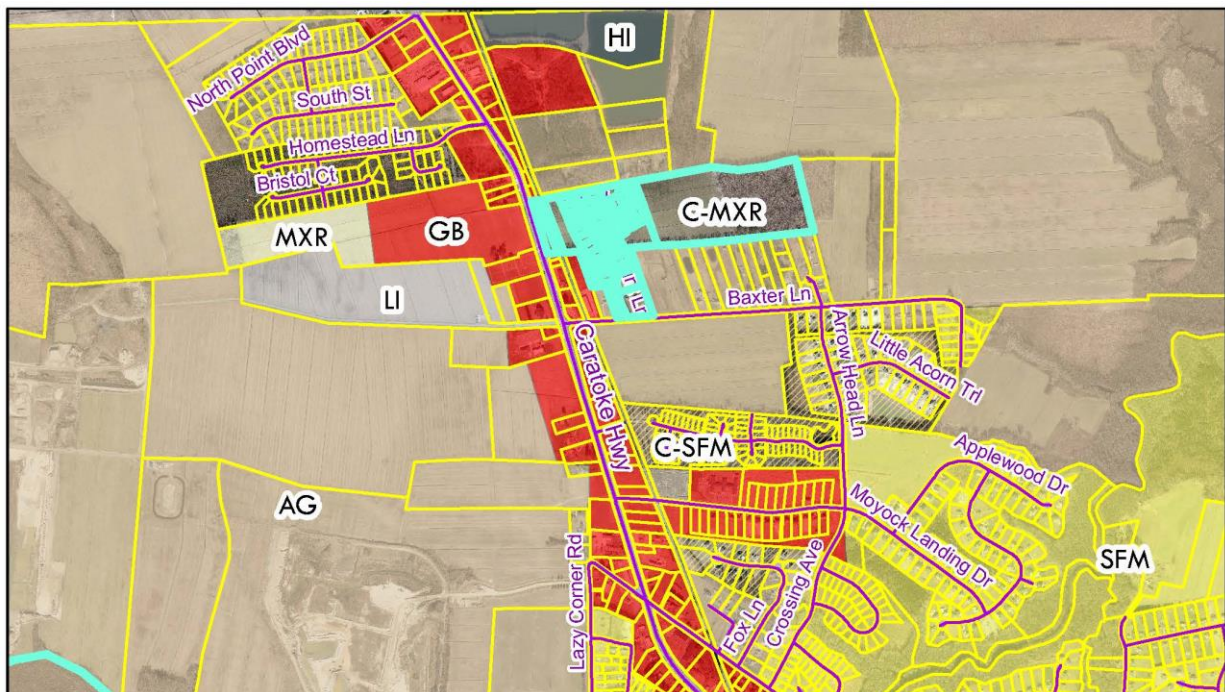 HI
North Point Blvd
South St
Homestead Ln
Bristol Ct
C-MXR
MXR
GB
LI
Baxter Ln
Caratoke Hwy
Arrow Head Ln
Little Acorn Trl
C-SFM
Applewood Dr
AG
Moyock Landing Dr
SFM
Lazy Corner Rd
Fox Ln
Crossing Ave